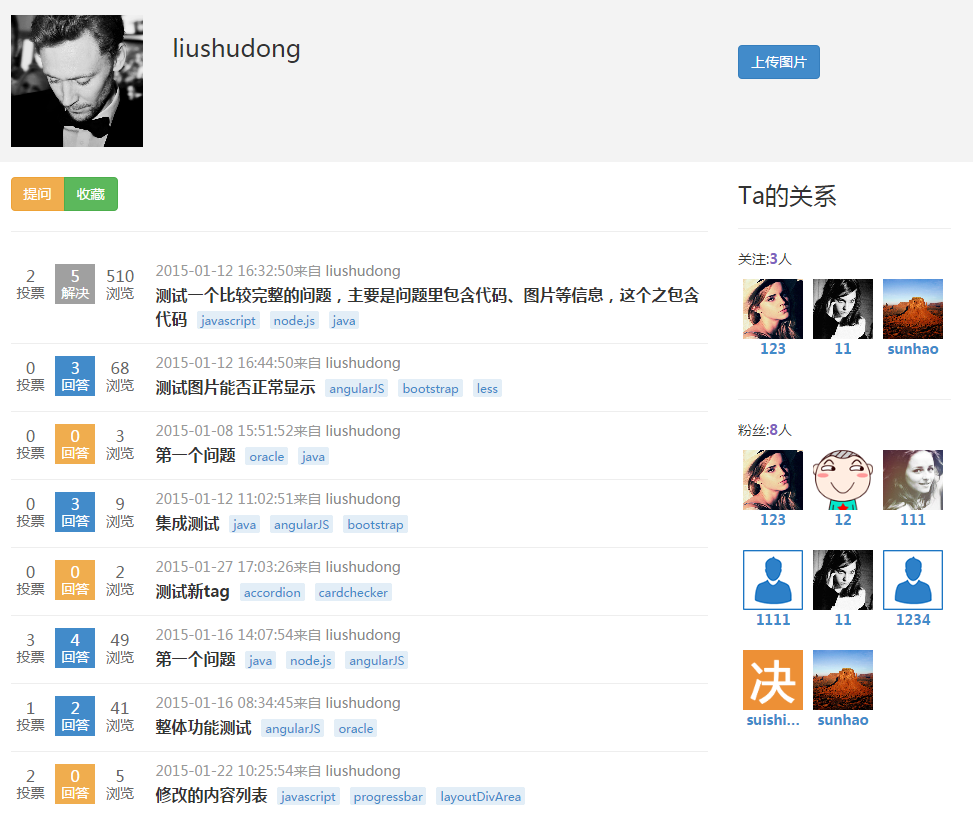 liushudong
上传图片
提问 收藏
2 5 510
投票 解决 浏览
2015-01-12 16:32:50来自 liushudong
测试一个比较完整的问题，主要是问题里包含代码、图片等信息，这个之包含
代码 javascript node.js java
0 3 68
投票 回答 浏览
2015-01-12 16:44:50来自 liushudong
测试图片能否正常显示 angularJS bootstrap less
0 0 3
投票 回答 浏览
2015-01-08 15:51:52来自 liushudong
第一个问题 oracle java
0 3 9
投票 回答 浏览
2015-01-12 11:02:51来自 liushudong
集成测试 java angularJS bootstrap
0 0 2
投票 回答 浏览
2015-01-27 17:03:26来自 liushudong
测试新tag accordion cardchecker
3 4 49
投票 回答 浏览
2015-01-16 14:07:54来自 liushudong
第一个问题 java node.js angularJS
1 2 41
投票 回答 浏览
2015-01-16 08:34:45来自 liushudong
整体功能测试 angularJS oracle
2 0 5
投票 回答 浏览
2015-01-22 10:25:54来自 liushudong
修改的内容列表 javascript progressbar layoutDivArea
Ta的关系
关注:3人
123 11 sunhao
粉丝:8人
123 12 111
1111 11 1234
决
suishi... sunhao